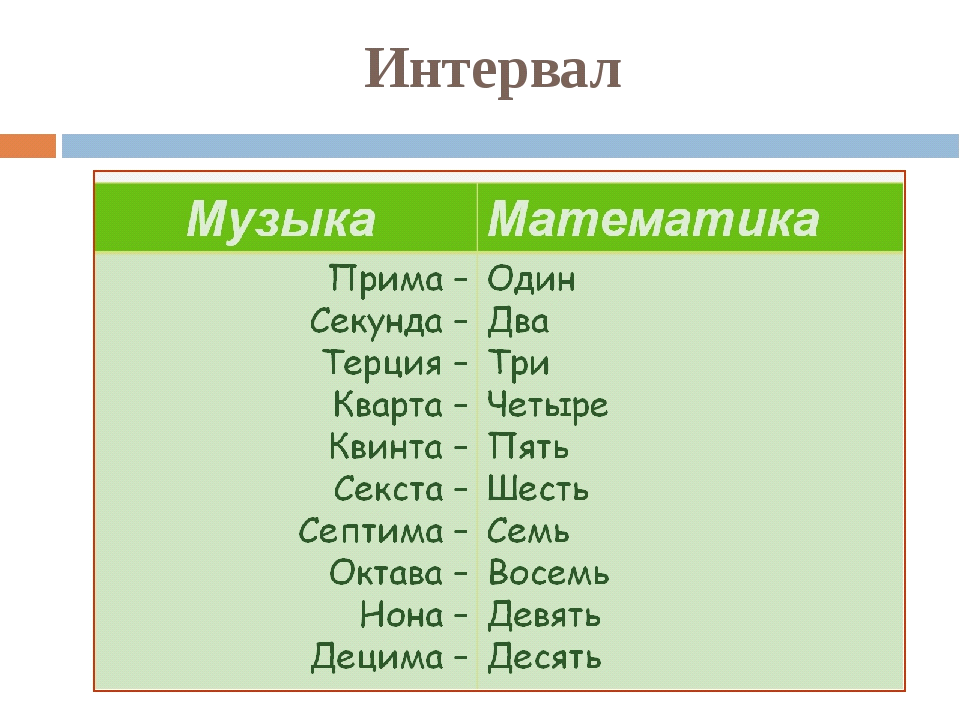 Интервал
Музыка Математика
Прима – Один
Секунда – Два
Терция – Три
Кварта – Четыре
Квинта – Пять
Секста – Шесть
Септима – Семь
Октава – Восемь
Нона – Девять
Децима – Десять